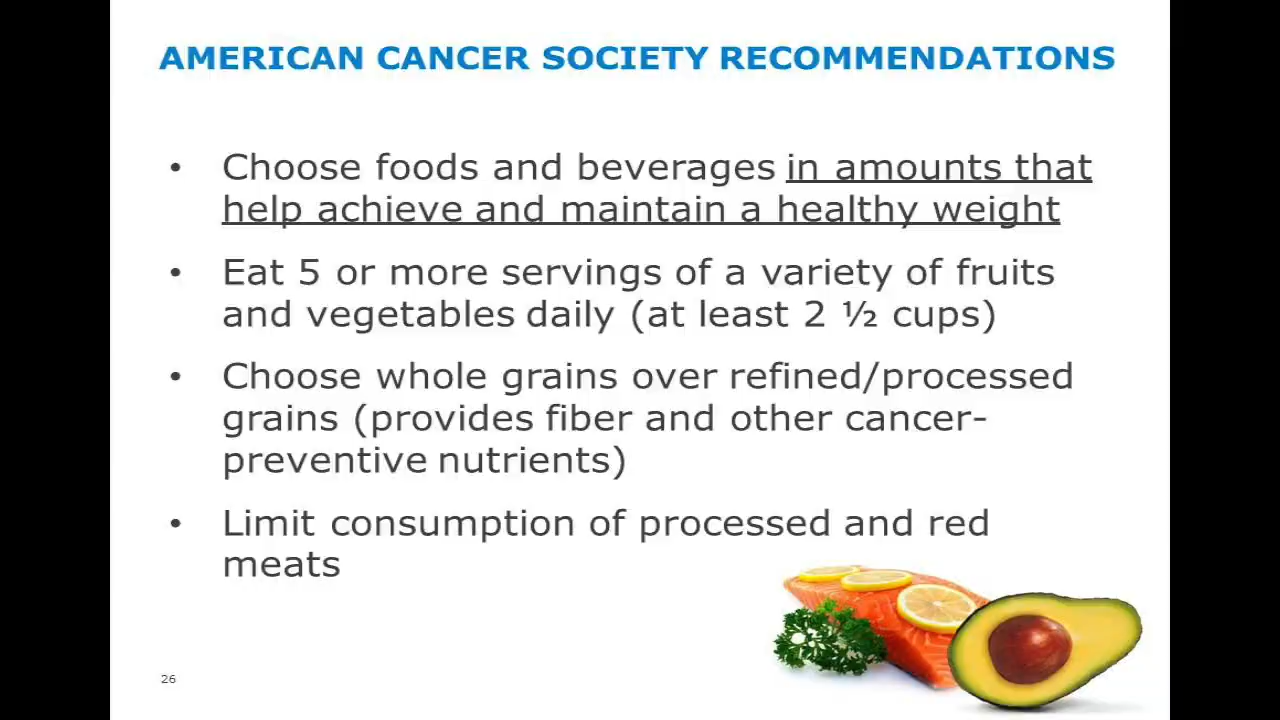 AMERICAN CANCER SOCIETY RECOMMENDATIONS
• Choose foods and beverages in amounts that
help achieve and maintain a healthy weight
• Eat 5 or more servings of a variety of fruits
and vegetables daily (at least 2 ½ cups)
• Choose whole grains over refined/processed
grains (provides fiber and other cancer-
preventive nutrients)
• Limit consumption of processed and red
meats
26